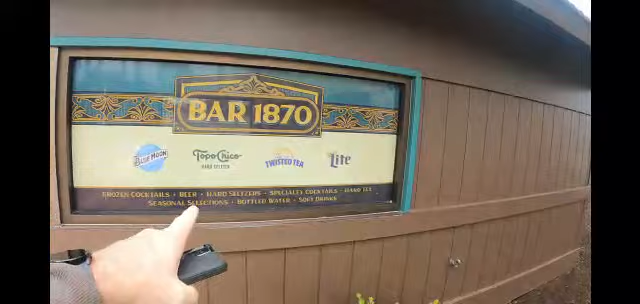 BAR 1870
BLUE MOON
Topo Chico
HARD SELTZER
TWISTED TEA
Lite
FROZEN COCKTAILS • BEER • HARD SELTZERS • SPECIALTY COCKTAILS • HARD TEA
SEASONAL SELECTIONS • BOTTLED WATER • SOFT DRINKS